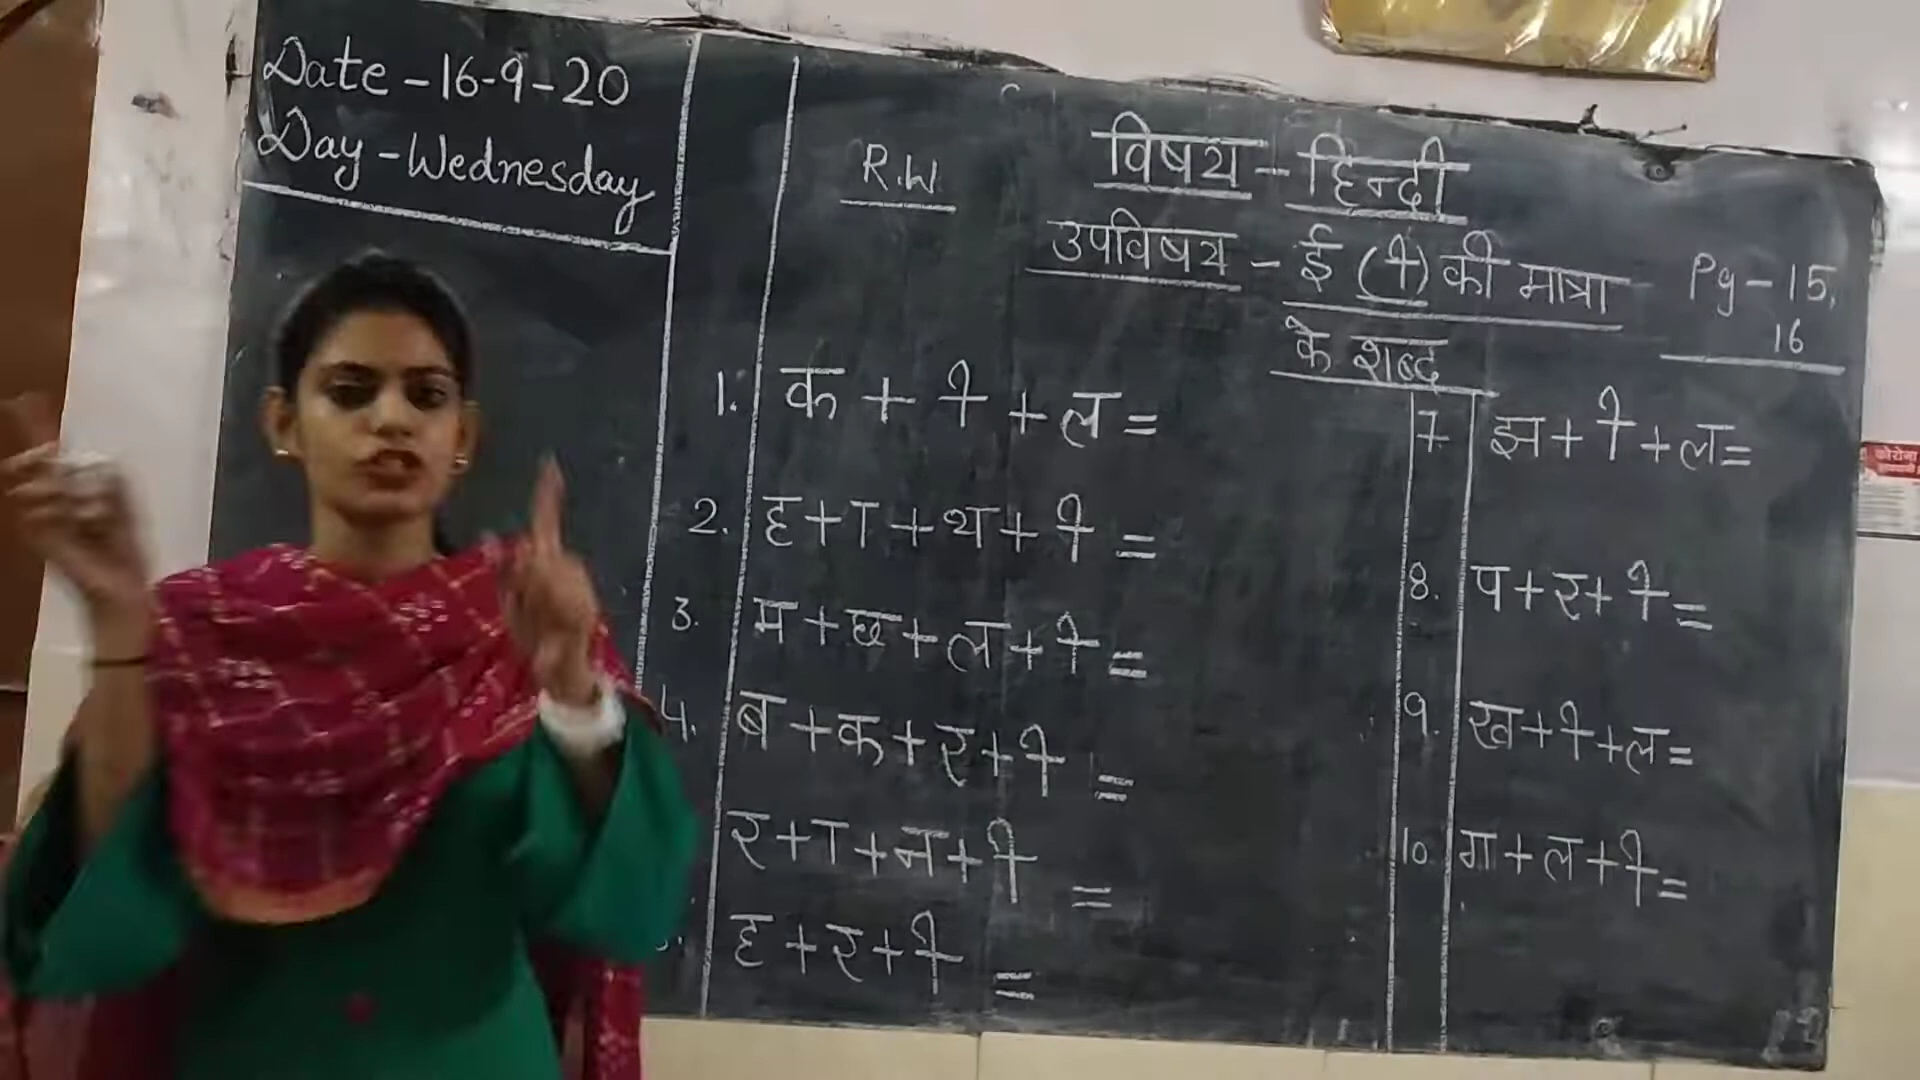 Date - 16-9-20
Day - Wednesday
R.W
विषय - हिन्दी
उपविषय - ई (ी) की मात्रा
के शब्द
Pg - 15,
16
1. क + ी + ल =
2. ह + ा + थ + ी =
3. म + छ + ल + ी =
4. ब + क + र + ी =
र + ा + न + ी =
ह + र + ी =
7. झ + ी + ल =
8. प + र + ी =
9. ख + ी + ल =
10. गा + ल + ी =
कोरोना